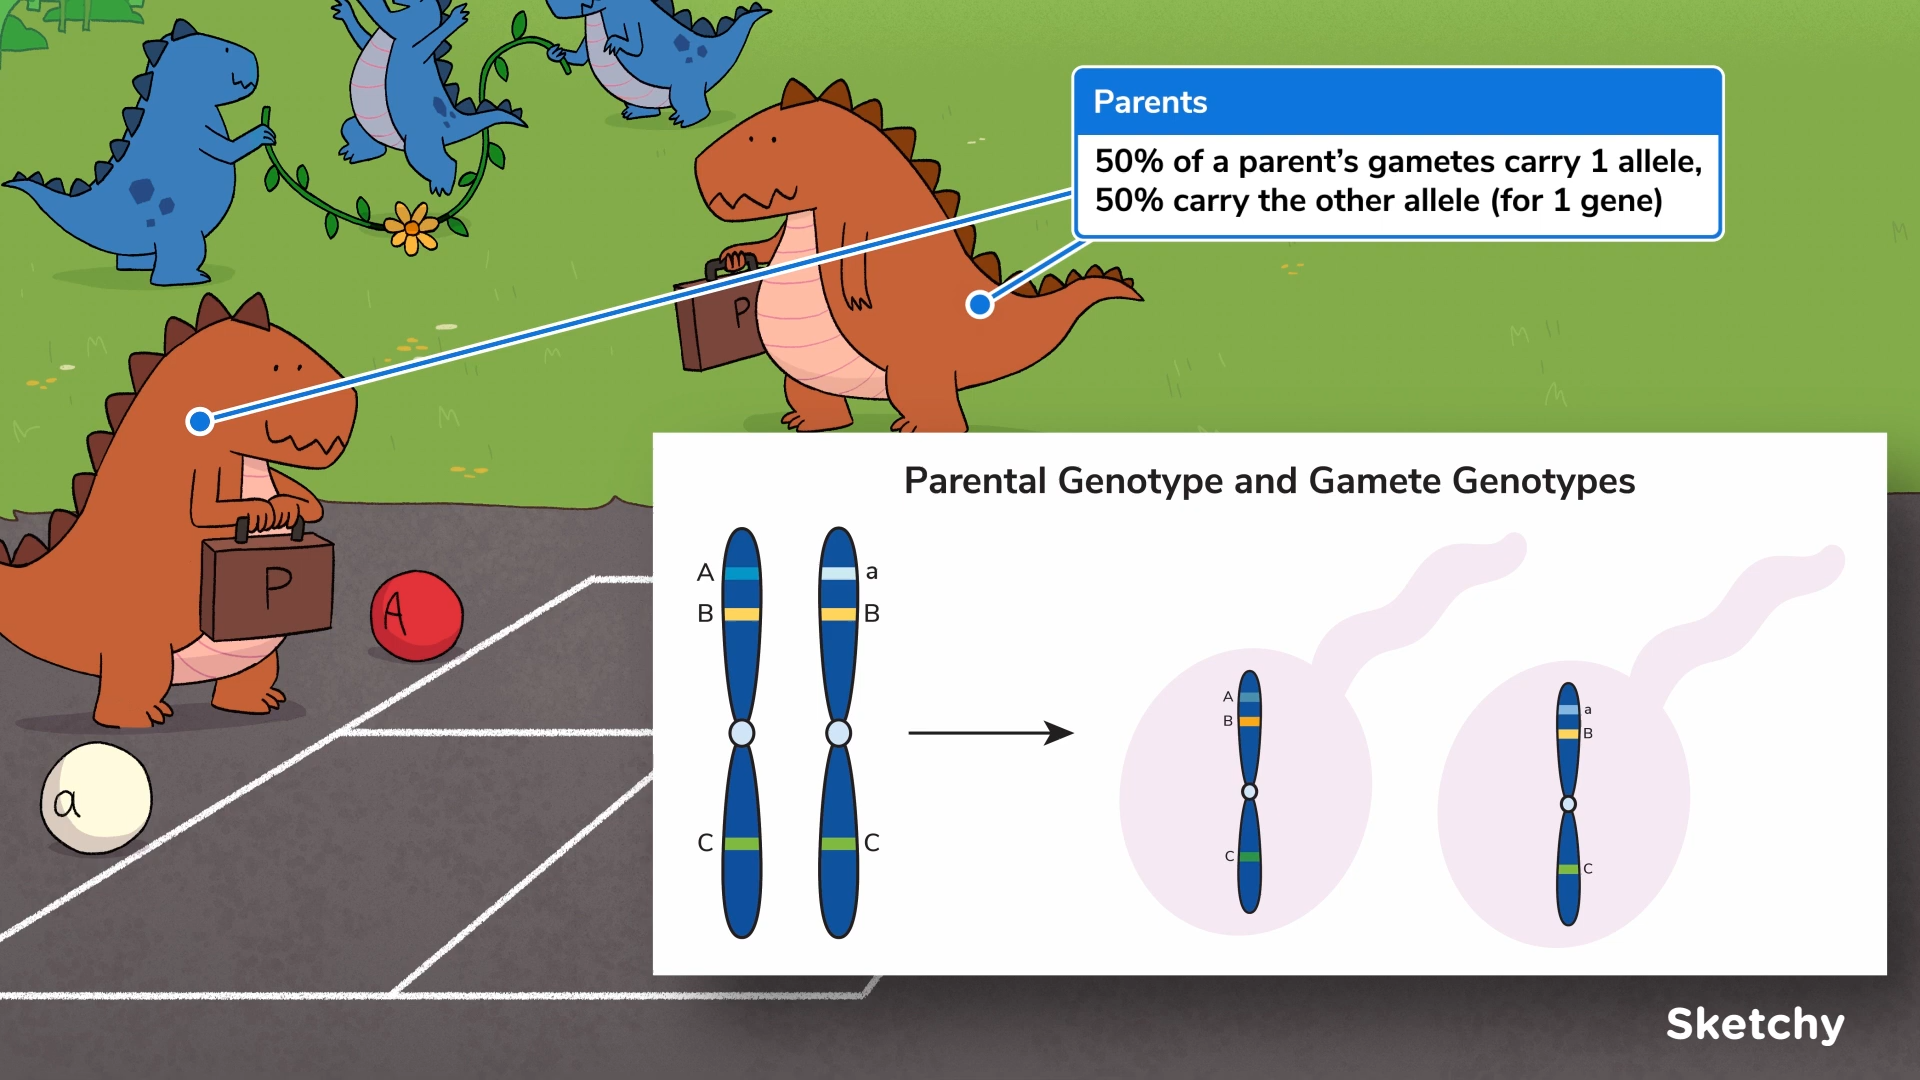 Parents
50% of a parent's gametes carry 1 allele,
50% carry the other allele (for 1 gene)
P
P
A
a
Parental Genotype and Gamete Genotypes
A a
B B
C C
A
B
C
a
B
C
Sketchy